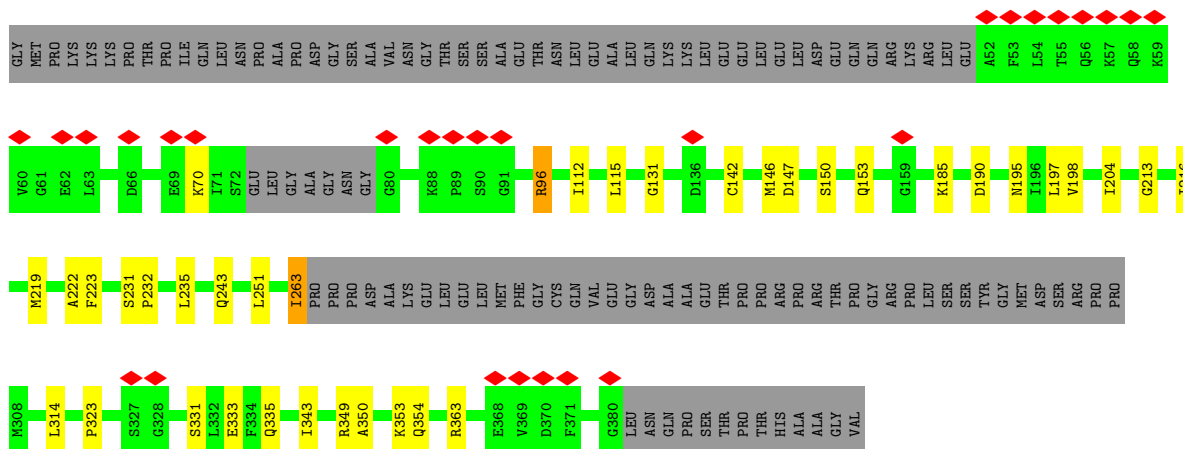 GLY MET PRO LYS LYS LYS PRO THR PRO ILE GLN LEU ASN PRO ALA PRO ASP GLY SER ALA VAL ASN GLY THR SER SER ALA GLU THR ASN LEU GLU ALA LEU GLN LYS LYS LEU GLU GLU LEU GLU LEU ASP GLU GLN GLN ARG LYS ARG LEU GLU A52 F53 L54 T55 Q56 K57 Q58 K59
V60 G61 E62 L63 D66 E69 K70 I71 S72 GLU LEU GLY ALA GLY ASN GLY G80 K88 P89 S90 G91 R96 I112 L115 G131 D136 C142 M146 D147 S150 Q153 G159 K185 D190 N195 I196 L197 V198 I204 G213
M219 A222 F223 S231 P232 L235 Q243 L251 I263 PRO PRO PRO ASP ALA LYS GLU LEU GLU LEU MET PHE GLY CYS GLN VAL GLU GLY ASP ALA ALA GLU THR PRO PRO ARG PRO ARG THR PRO GLY ARG PRO LEU SER SER TYR GLY MET ASP SER ARG PRO PRO
M308 L314 P323 S327 G328 S331 L332 E333 F334 Q335 I343 R349 A350 K353 Q354 R363 E368 V369 D370 F371 G380 LEU ASN GLN PRO SER THR PRO THR HIS ALA ALA GLY VAL